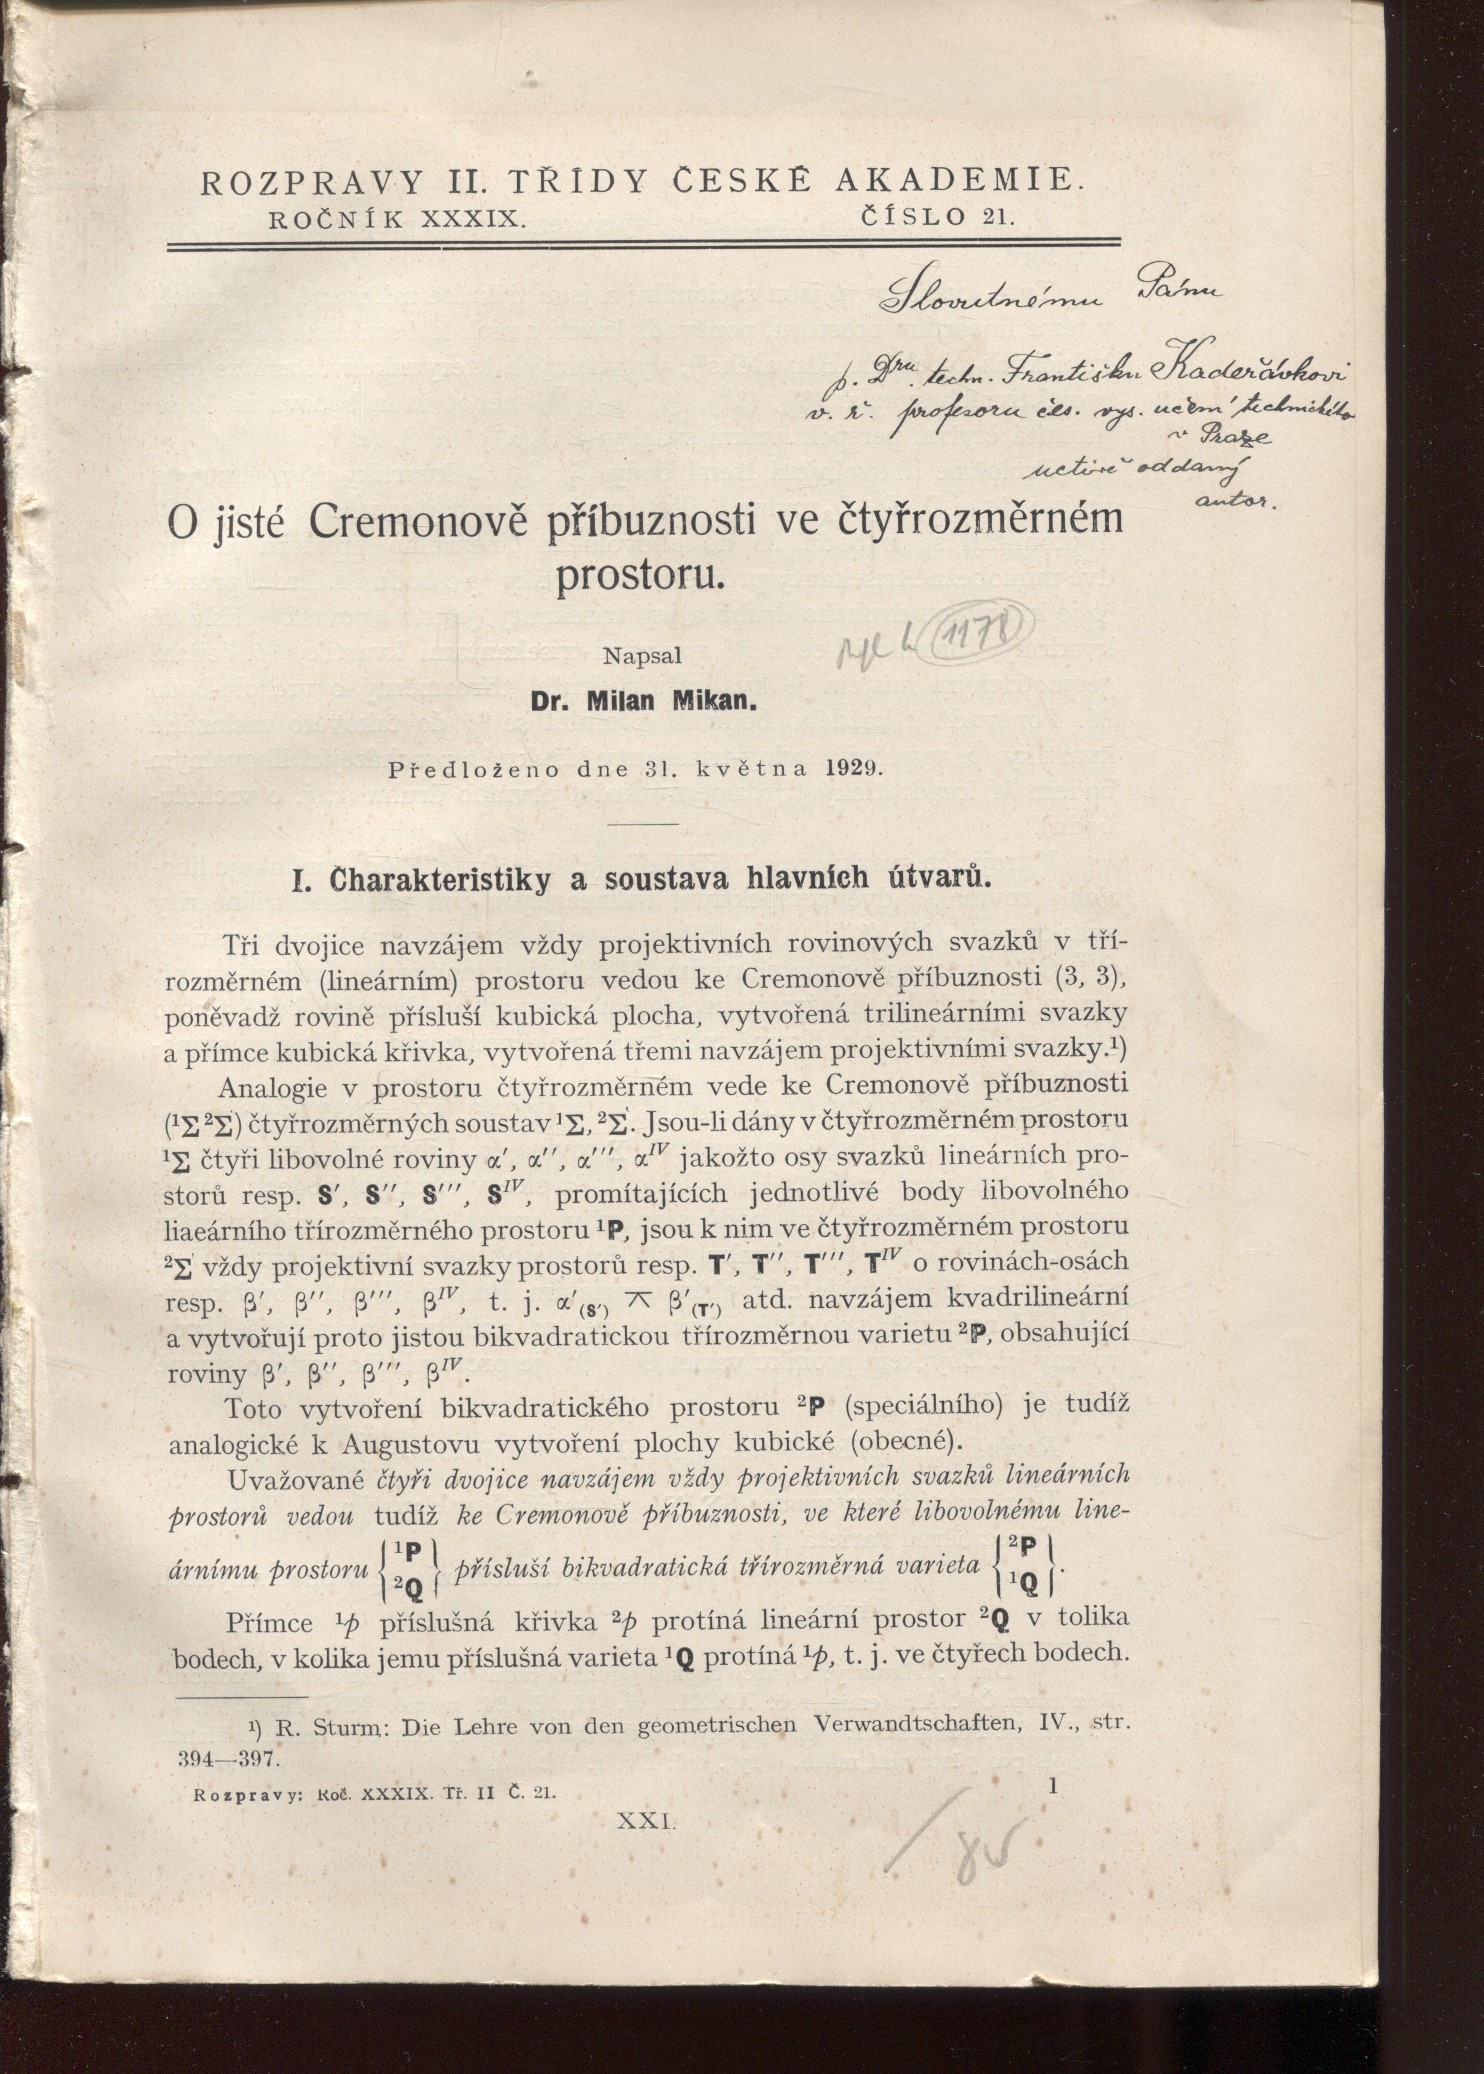 ROZPRAVY II. TŘÍDY ČESKÉ AKADEMIE.
ROČNÍK XXXIX. ČÍSLO 21.
Slovutnému Pánu
p. Dru. techn. Františku Kadeřávkovi
v. ř. profesoru čes. vys. učení technického
v Praze
uctivě oddaný
autor.
O jisté Cremonově příbuznosti ve čtyřrozměrném
prostoru.
1178
Napsal
Dr. Milan Mikan.
Předloženo dne 31. května 1929.
I. Charakteristiky a soustava hlavních útvarů.
Tři dvojice navzájem vždy projektivních rovinových svazků v tří-
rozměrném (lineárním) prostoru vedou ke Cremonově příbuznosti (3, 3),
poněvadž rovině přísluší kubická plocha, vytvořená trilineárními svazky
a přímce kubická křivka, vytvořená třemi navzájem projektivními svazky.¹)
Analogie v prostoru čtyřrozměrném vede ke Cremonově příbuznosti
(¹Σ ²Σ) čtyřrozměrných soustav ¹Σ, ²Σ. Jsou-li dány v čtyřrozměrném prostoru
¹Σ čtyři libovolné roviny α′, α′′, α′′′, αᴵⱽ jakožto osy svazků lineárních pro-
storů resp. S′, S′′, S′′′, Sᴵⱽ, promítajících jednotlivé body libovolného
liaeárního třírozměrného prostoru ¹P, jsou k nim ve čtyřrozměrném prostoru
²Σ vždy projektivní svazky prostorů resp. T′, T′′, T′′′, Tᴵⱽ o rovinách-osách
resp. β′, β′′, β′′′, βᴵⱽ, t. j. α′(S′) ⊼ β′(T′) atd. navzájem kvadrilineární
a vytvořují proto jistou bikvadratickou třírozměrnou varietu ²P, obsahující
roviny β′, β′′, β′′′, βᴵⱽ.
Toto vytvoření bikvadratického prostoru ²P (speciálního) je tudíž
analogické k Augustovu vytvoření plochy kubické (obecné).
Uvažované čtyři dvojice navzájem vždy projektivních svazků lineárních
prostorů vedou tudíž ke Cremonově příbuznosti, ve které libovolnému line-
árnímu prostoru {¹P ²Q} přísluší bikvadratická třírozměrná varieta {²P ¹Q}.
Přímce ¹p příslušná křivka ²p protíná lineární prostor ²Q v tolika
bodech, v kolika jemu příslušná varieta ¹Q protíná ¹p, t. j. ve čtyřech bodech.
¹) R. Sturm: Die Lehre von den geometrischen Verwandtschaften, IV., str.
394—397.
Rozpravy: Roč. XXXIX. Tř. II Č. 21. 1
XXI.